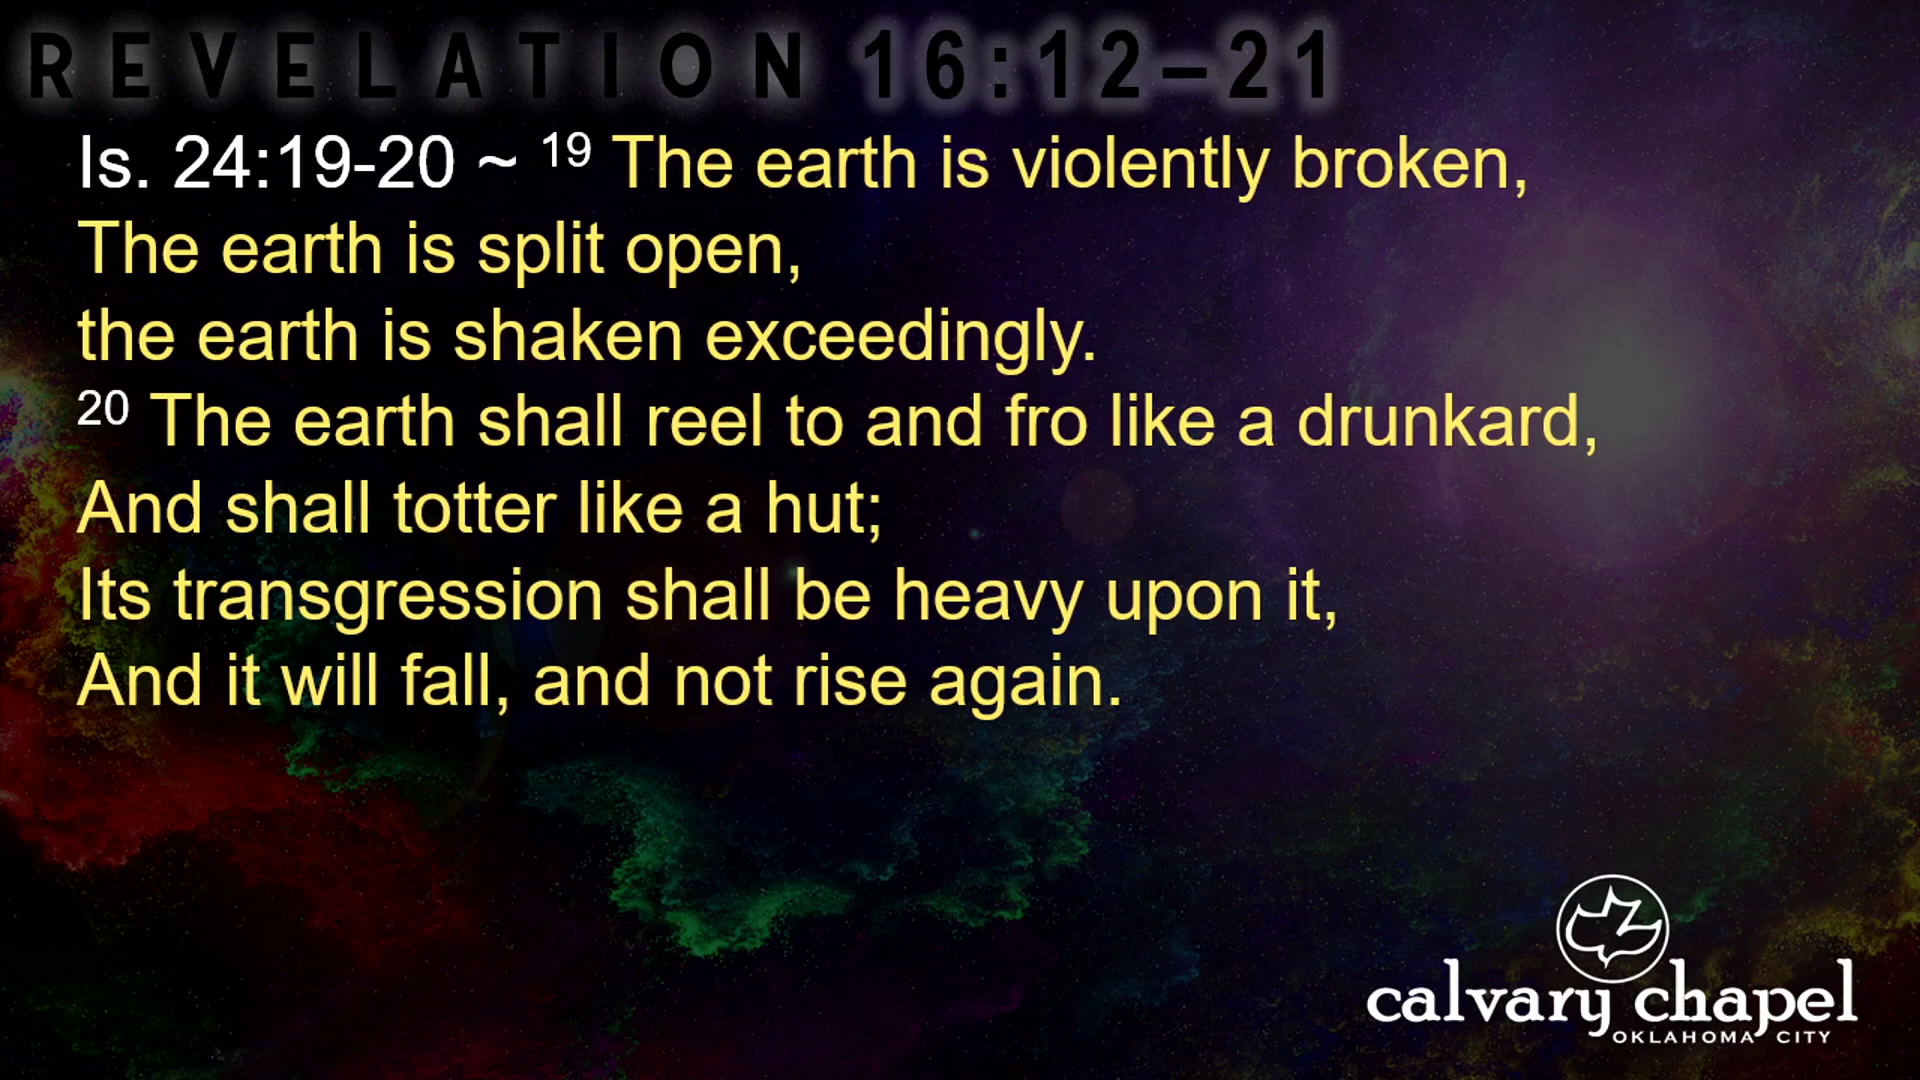 REVELATION 16:12–21
Is. 24:19-20 ~ 19 The earth is violently broken,
The earth is split open,
the earth is shaken exceedingly.
20 The earth shall reel to and fro like a drunkard,
And shall totter like a hut;
Its transgression shall be heavy upon it,
And it will fall, and not rise again.
calvary chapel
OKLAHOMA CITY